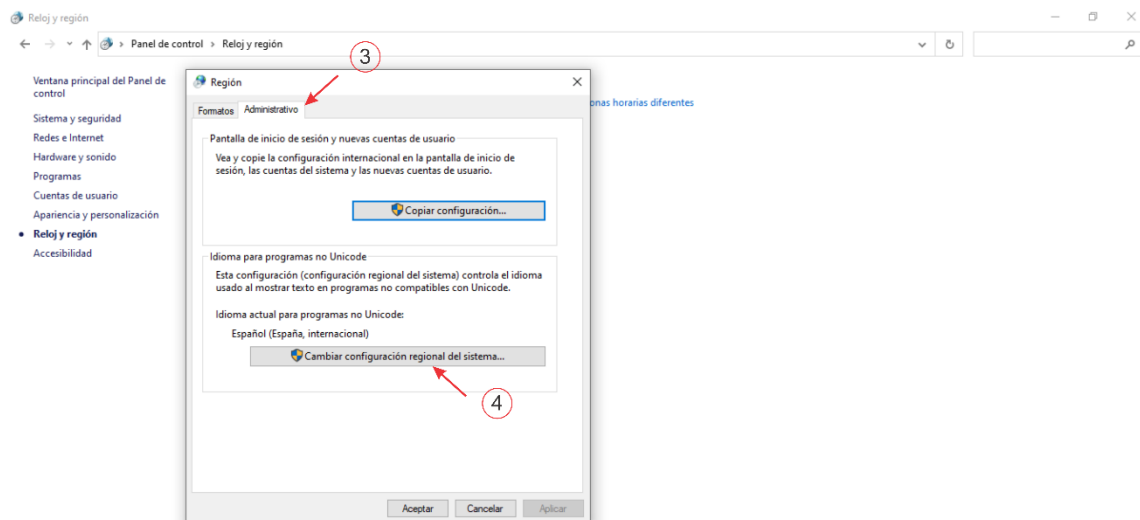 Reloj y región
Panel de control > Reloj y región
3
Ventana principal del Panel de
control
Sistema y seguridad
Redes e Internet
Hardware y sonido
Programas
Cuentas de usuario
Apariencia y personalización
Reloj y región
Accesibilidad
Región
Formatos
Administrativo
onas horarias diferentes
Pantalla de inicio de sesión y nuevas cuentas de usuario
Vea y copie la configuración internacional en la pantalla de inicio de
sesión, las cuentas del sistema y las nuevas cuentas de usuario.
Copiar configuración...
Idioma para programas no Unicode
Esta configuración (configuración regional del sistema) controla el idioma
usado al mostrar texto en programas no compatibles con Unicode.
Idioma actual para programas no Unicode:
Español (España, internacional)
Cambiar configuración regional del sistema...
4
Aceptar
Cancelar
Aplicar